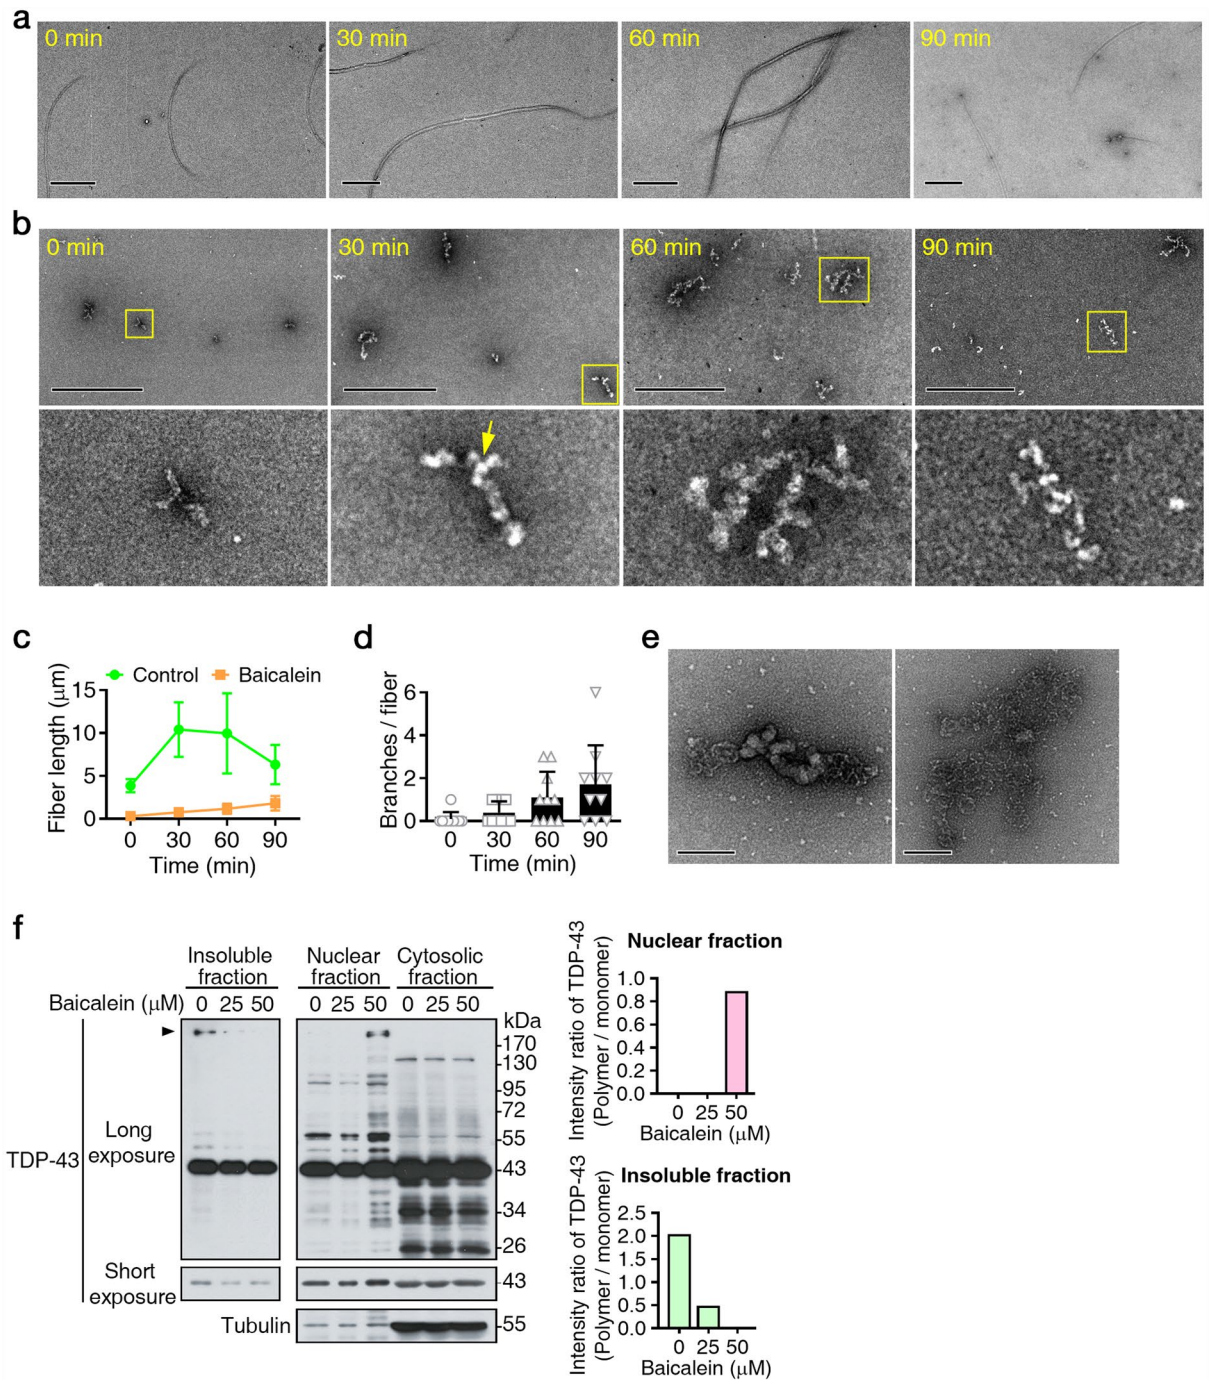 a
0 min
30 min
60 min
90 min
b
0 min
30 min
60 min
90 min
c
Control
Baicalein
Fiber length (μm)
15
10
5
0
0 30 60 90
Time (min)
d
Branches / fiber
6
4
2
0
0 30 60 90
Time (min)
e
f
Insoluble
fraction
Nuclear
fraction
Cytosolic
fraction
Baicalein (μM) 0 25 50 0 25 50 0 25 50
kDa
-170
-130
-95
-72
-55
-43
-34
-26
TDP-43
Long
exposure
Short
exposure
-43
Tubulin
-55
Nuclear fraction
Intensity ratio of TDP-43
(Polymer / monomer)
1.0
0.8
0.6
0.4
0.2
0.0
0 25 50
Baicalein (μM)
Insoluble fraction
Intensity ratio of TDP-43
(Polymer / monomer)
2.5
2.0
1.5
1.0
0.5
0.0
0 25 50
Baicalein (μM)